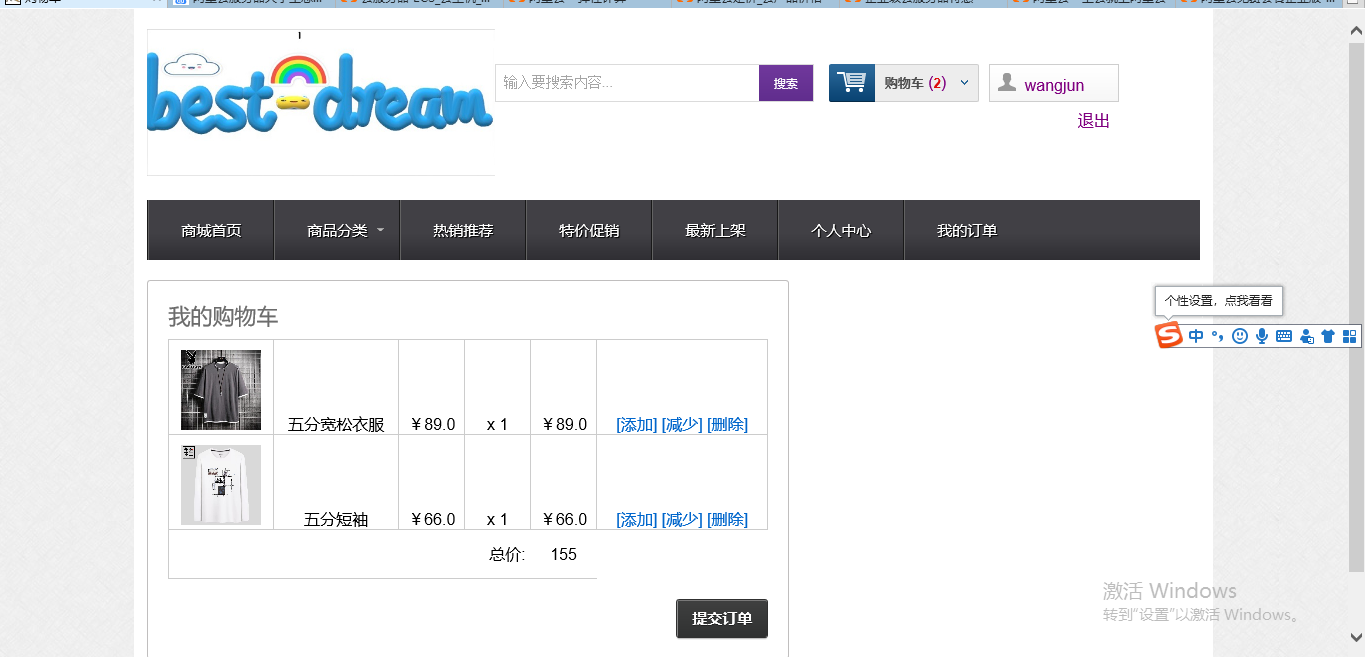 购物车
best dream
输入要搜索内容...
搜索
购物车 (2)
wangjun
退出
商城首页 商品分类 热销推荐 特价促销 最新上架 个人中心 我的订单
个性设置，点我看看
中
我的购物车
五分宽松衣服 ￥89.0 x 1 ￥89.0 [添加] [减少] [删除]
五分短袖 ￥66.0 x 1 ￥66.0 [添加] [减少] [删除]
总价: 155
提交订单
激活 Windows
转到"设置"以激活 Windows。